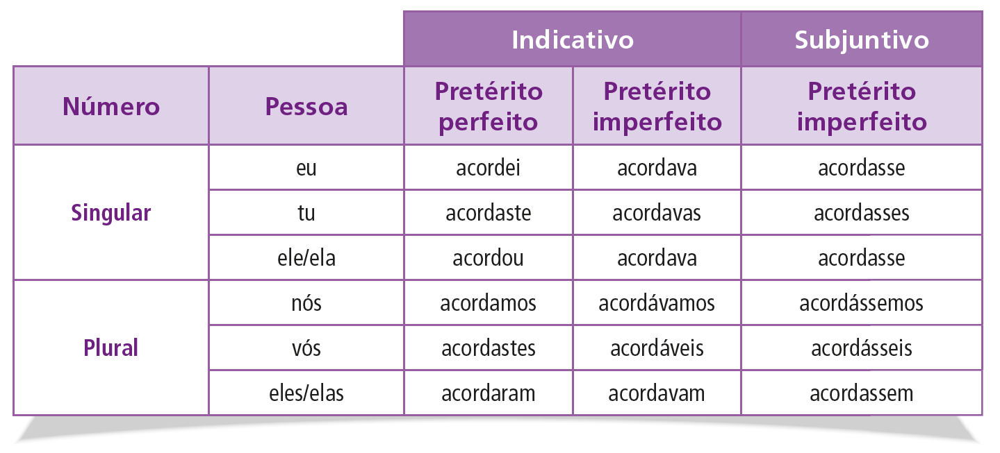 Indicativo Subjuntivo
Número Pessoa Pretérito perfeito Pretérito imperfeito Pretérito imperfeito
Singular eu acordei acordava acordasse
tu acordaste acordavas acordasses
ele/ela acordou acordava acordasse
Plural nós acordamos acordávamos acordássemos
vós acordastes acordáveis acordásseis
eles/elas acordaram acordavam acordassem